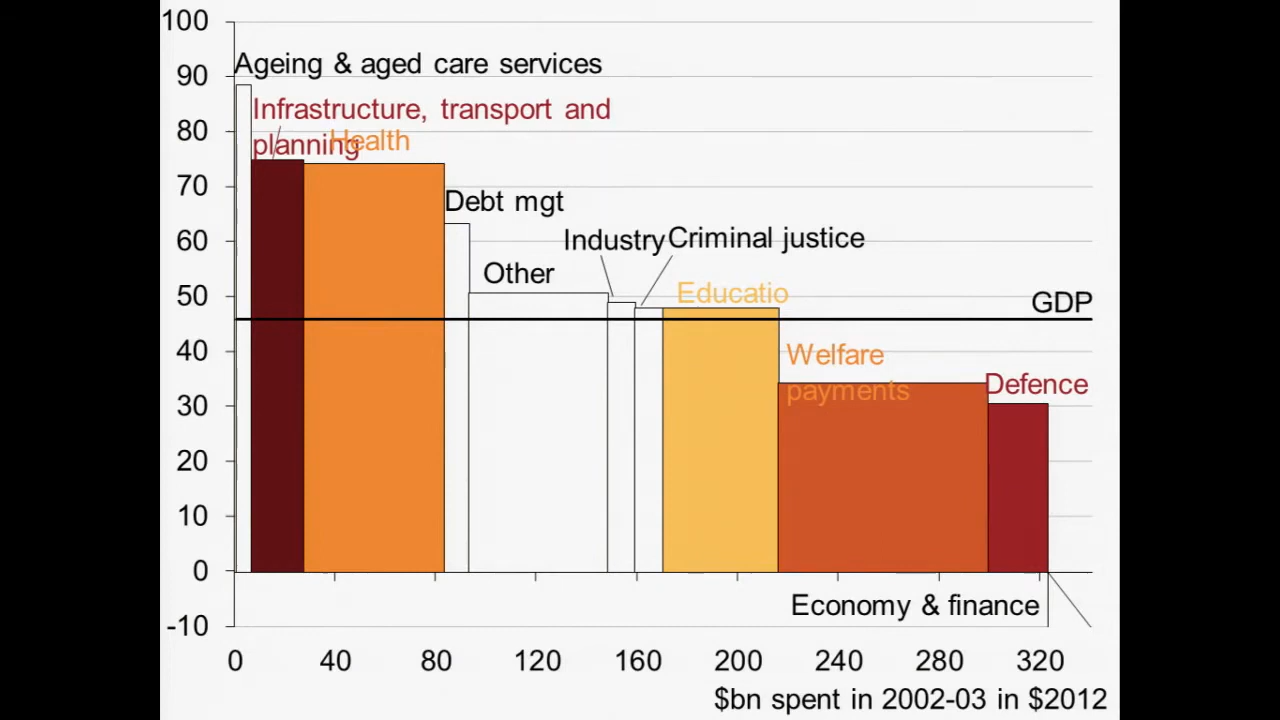 100
Ageing & aged care services
90
Infrastructure, transport and
planning
Health
80
70
Debt mgt
60
Industry
Criminal justice
Other
50
Educatio
GDP
40
Welfare
payments
Defence
30
20
10
0
Economy & finance
-10
0 40 80 120 160 200 240 280 320
$bn spent in 2002-03 in $2012